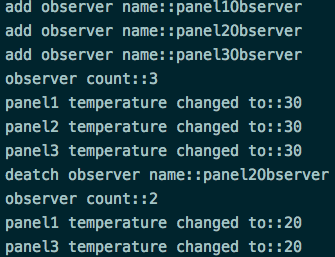 add observer name::panel1Observer
add observer name::panel2Observer
add observer name::panel3Observer
observer count::3
panel1 temperature changed to::30
panel2 temperature changed to::30
panel3 temperature changed to::30
deatch observer name::panel2Observer
observer count::2
panel1 temperature changed to::20
panel3 temperature changed to::20